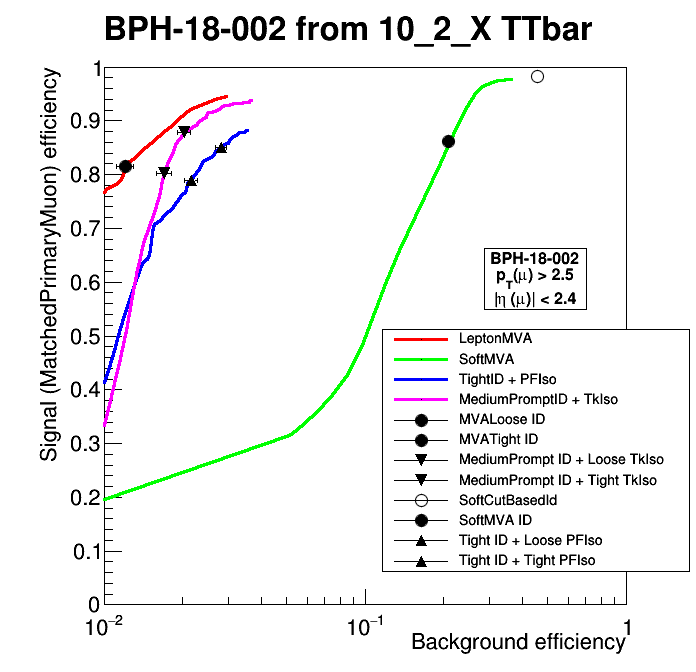 BPH-18-002 from 10_2_X TTbar
Signal (MatchedPrimaryMuon) efficiency
1
0.9
0.8
0.7
0.6
0.5
0.4
0.3
0.2
0.1
0
BPH-18-002
p_T(μ) > 2.5
|η (μ)| < 2.4
LeptonMVA
SoftMVA
TightID + PFIso
MediumPromptID + TkIso
MVALoose ID
MVATight ID
MediumPrompt ID + Loose TkIso
MediumPrompt ID + Tight TkIso
SoftCutBasedId
SoftMVA ID
Tight ID + Loose PFIso
Tight ID + Tight PFIso
10⁻² 10⁻¹ 1
Background efficiency